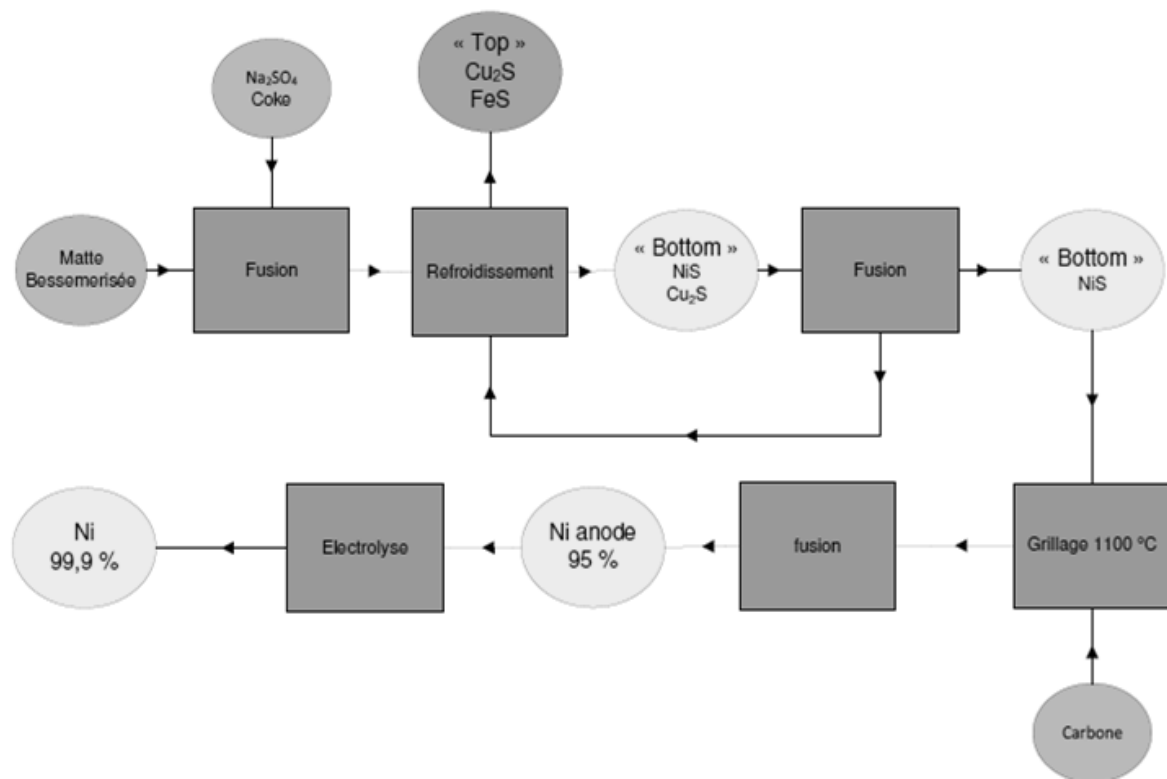 « Top »
Cu₂S
FeS
Na₂SO₄
Coke
Matte
Bessemerisée
Fusion
Refroidissement
« Bottom »
NiS
Cu₂S
Fusion
« Bottom »
NiS
Ni
99,9 %
Electrolyse
Ni anode
95 %
fusion
Grillage 1100 ºC
Carbone